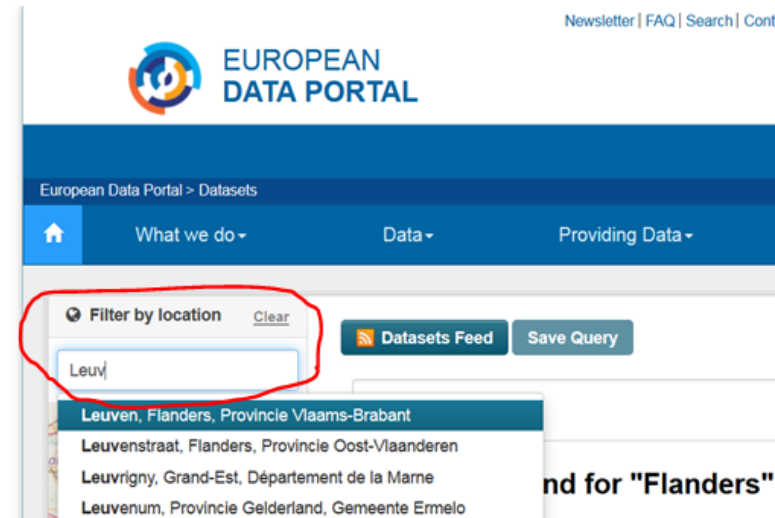 Newsletter | FAQ | Search |
EUROPEAN
DATA PORTAL
European Data Portal > Datasets
What we do
Data
Providing Data
Filter by location Clear
Datasets Feed Save Query
Leuv
Leuven, Flanders, Provincie Vlaams-Brabant
Leuvenstraat, Flanders, Provincie Oost-Vlaanderen
Leuvrigny, Grand-Est, Département de la Marne
Leuvenum, Provincie Gelderland, Gemeente Ermelo
for "Flanders"